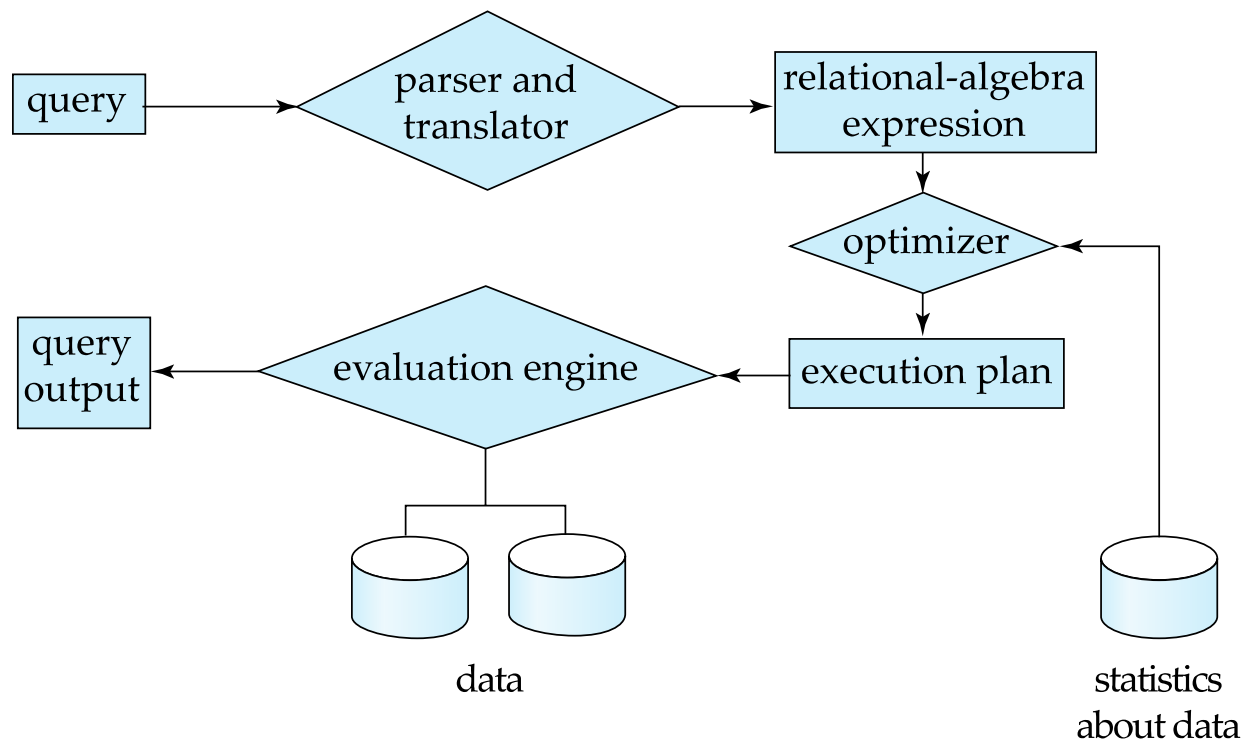 query
parser and
translator
relational-algebra
expression
optimizer
query
output
evaluation engine
execution plan
data
statistics
about data